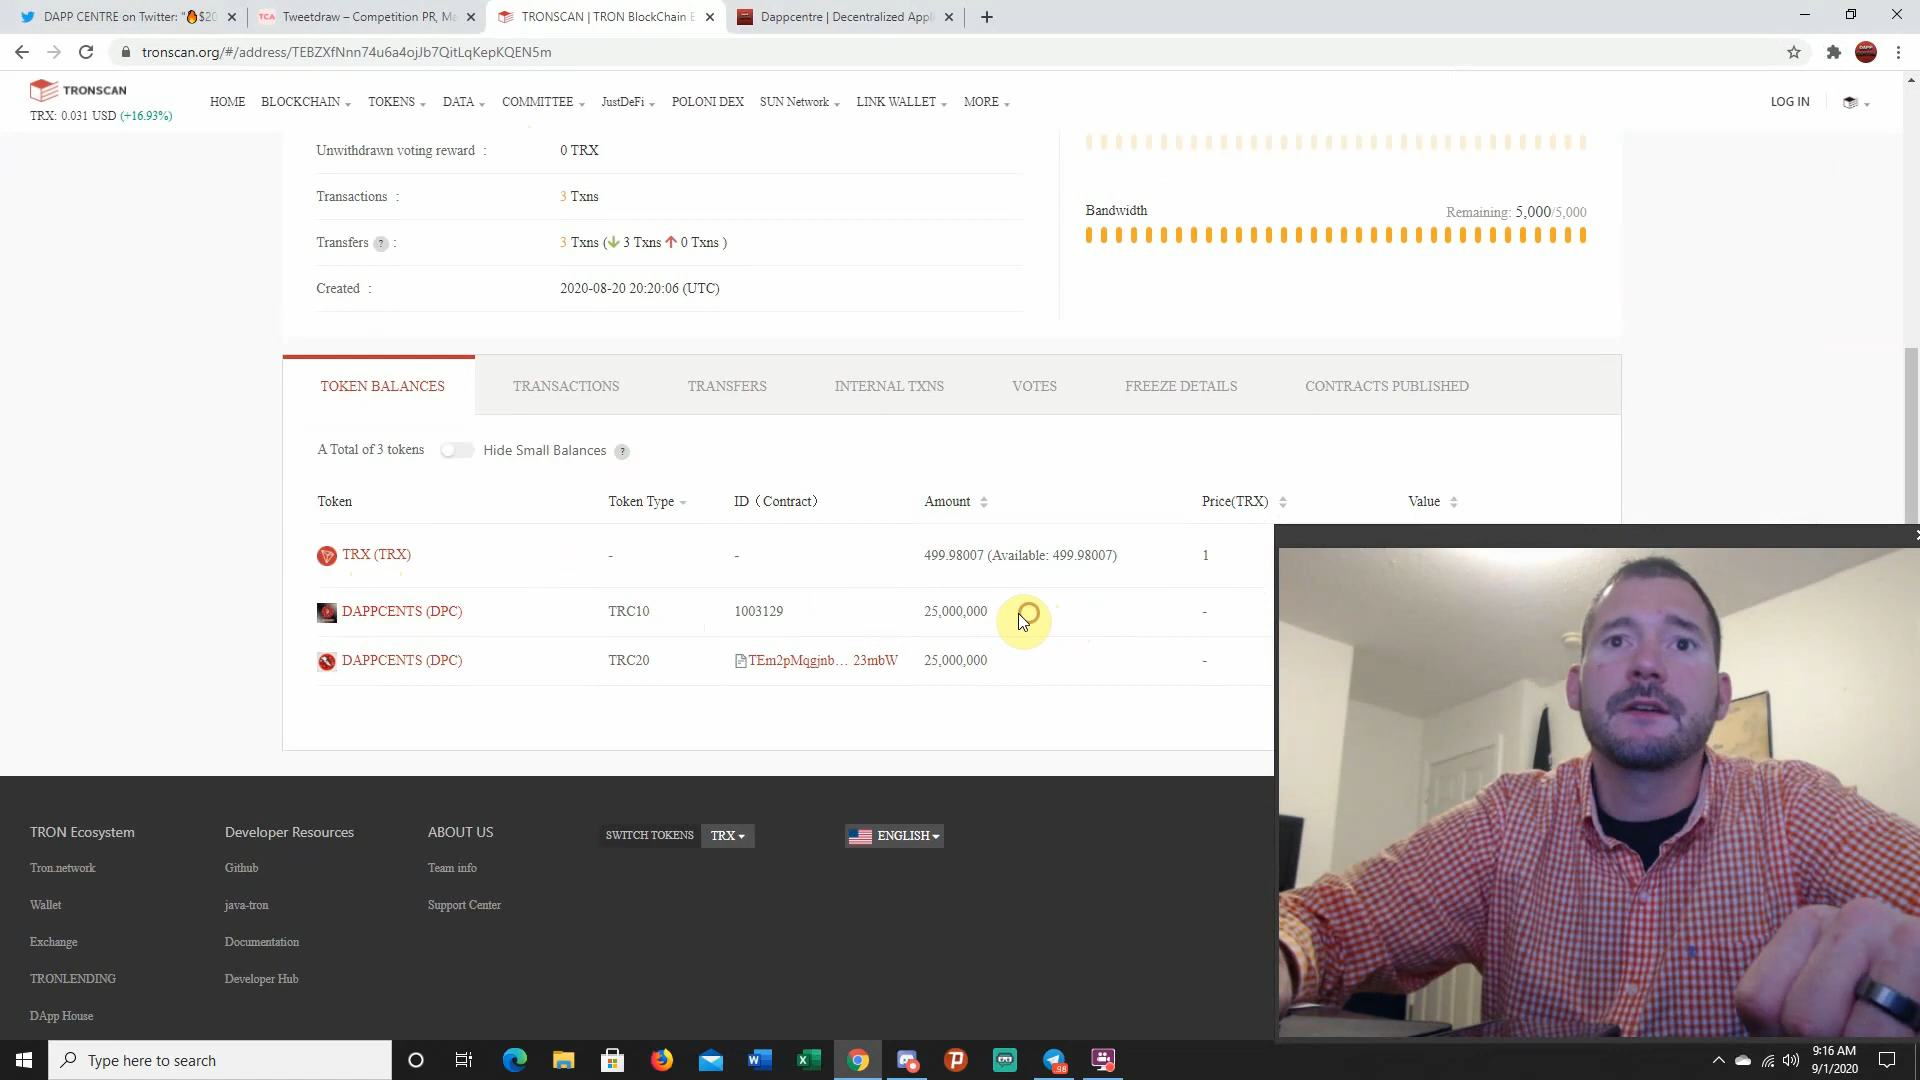 DAPP CENTRE on Twitter: "🔥$20
Tweetdraw – Competition PR, Ma
TRONSCAN | TRON BlockChain E
Dappcentre | Decentralized Appli
tronscan.org/#/address/TEBZXfNnn74u6a4ojJb7QitLqKepKQEN5m
TRONSCAN
TRX: 0.031 USD (+16.93%)
HOME BLOCKCHAIN TOKENS DATA COMMITTEE JustDeFi POLONI DEX SUN Network LINK WALLET MORE
LOG IN
Unwithdrawn voting reward : 0 TRX
Transactions : 3 Txns
Bandwidth Remaining: 5,000/5,000
Transfers ? : 3 Txns (↓ 3 Txns ↑ 0 Txns )
Created : 2020-08-20 20:20:06 (UTC)
TOKEN BALANCES TRANSACTIONS TRANSFERS INTERNAL TXNS VOTES FREEZE DETAILS CONTRACTS PUBLISHED
A Total of 3 tokens Hide Small Balances ?
Token Token Type ID（Contract） Amount Price(TRX) Value
TRX (TRX) - - 499.98007 (Available: 499.98007) 1
DAPPCENTS (DPC) TRC10 1003129 25,000,000 -
DAPPCENTS (DPC) TRC20 TEm2pMqgjnb... 23mbW 25,000,000 -
TRON Ecosystem Developer Resources ABOUT US SWITCH TOKENS TRX ENGLISH
Tron.network Github Team info
Wallet java-tron Support Center
Exchange Documentation
TRONLENDING Developer Hub
DApp House
Type here to search
98
9:16 AM
9/1/2020